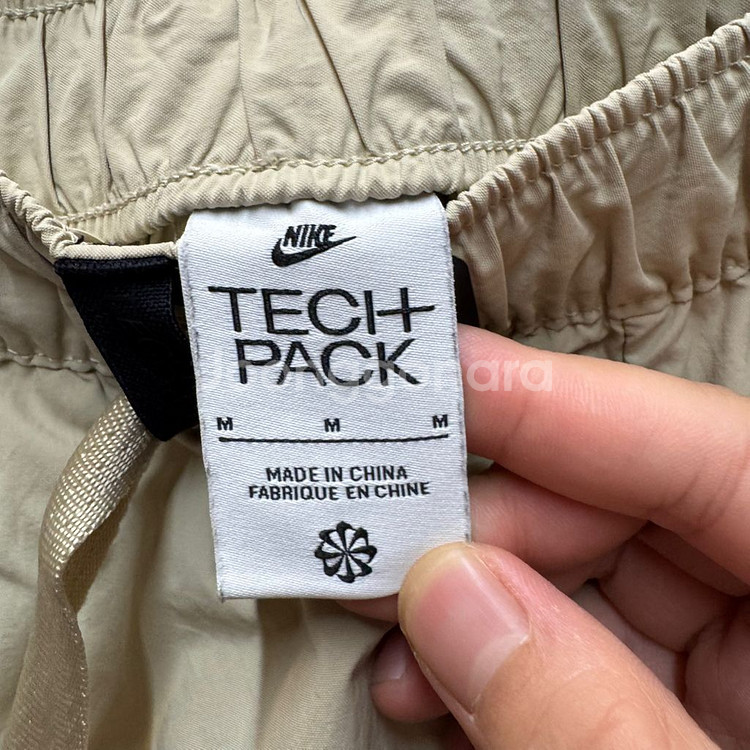 NIKE
TECH
PACK
M M M
MADE IN CHINA
FABRIQUE EN CHINE